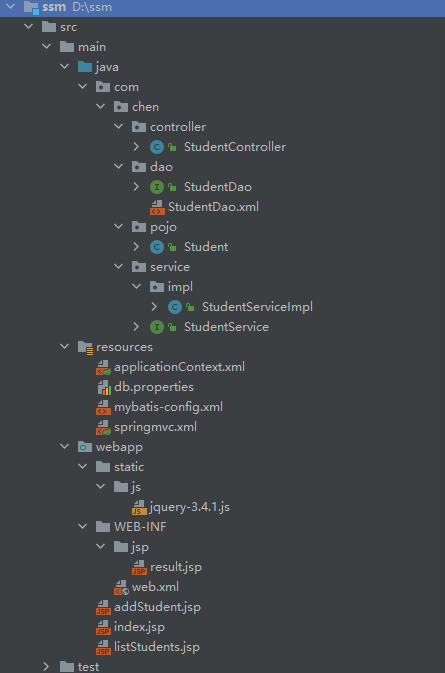 ssm D:\ssm
src
main
java
com
chen
controller
StudentController
dao
StudentDao
StudentDao.xml
pojo
Student
service
impl
StudentServiceImpl
StudentService
resources
applicationContext.xml
db.properties
mybatis-config.xml
springmvc.xml
webapp
static
js
jquery-3.4.1.js
WEB-INF
jsp
result.jsp
web.xml
addStudent.jsp
index.jsp
listStudents.jsp
test